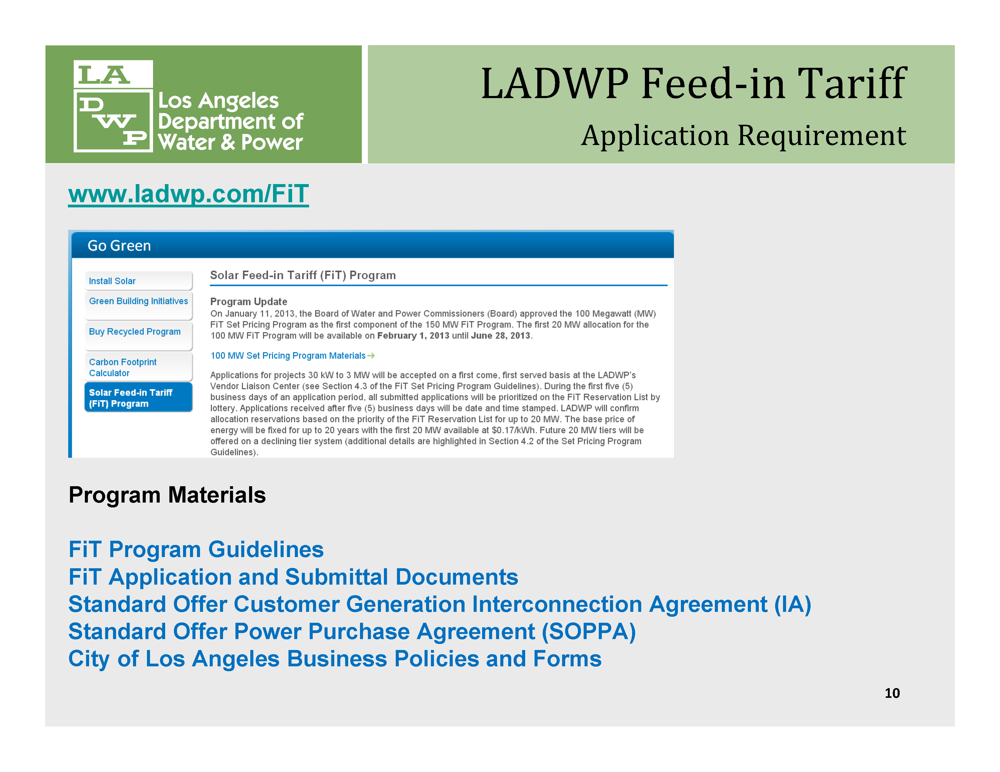 LA
DWP
Los Angeles
Department of
Water & Power
LADWP Feed-in Tariff
Application Requirement
www.ladwp.com/FiT
Go Green
Install Solar
Green Building Initiatives
Buy Recycled Program
Carbon Footprint
Calculator
Solar Feed-in Tariff
(FiT) Program
Solar Feed-in Tariff (FiT) Program
Program Update
On January 11, 2013, the Board of Water and Power Commissioners (Board) approved the 100 Megawatt (MW)
FiT Set Pricing Program as the first component of the 150 MW FiT Program. The first 20 MW allocation for the
100 MW FiT Program will be available on February 1, 2013 until June 28, 2013.
100 MW Set Pricing Program Materials→
Applications for projects 30 kW to 3 MW will be accepted on a first come, first served basis at the LADWP's
Vendor Liaison Center (see Section 4.3 of the FiT Set Pricing Program Guidelines). During the first five (5)
business days of an application period, all submitted applications will be prioritized on the FiT Reservation List by
lottery. Applications received after five (5) business days will be date and time stamped. LADWP will confirm
allocation reservations based on the priority of the FiT Reservation List for up to 20 MW. The base price of
energy will be fixed for up to 20 years with the first 20 MW available at $0.17/kWh. Future 20 MW tiers will be
offered on a declining tier system (additional details are highlighted in Section 4.2 of the Set Pricing Program
Guidelines).
Program Materials
FiT Program Guidelines
FiT Application and Submittal Documents
Standard Offer Customer Generation Interconnection Agreement (IA)
Standard Offer Power Purchase Agreement (SOPPA)
City of Los Angeles Business Policies and Forms
10